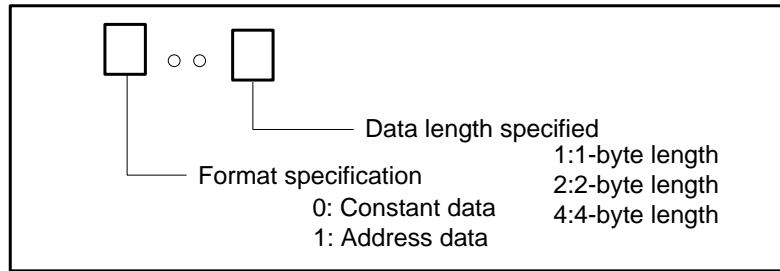 ○ ○
Data length specified
1:1-byte length
2:2-byte length
4:4-byte length
Format specification
0: Constant data
1: Address data